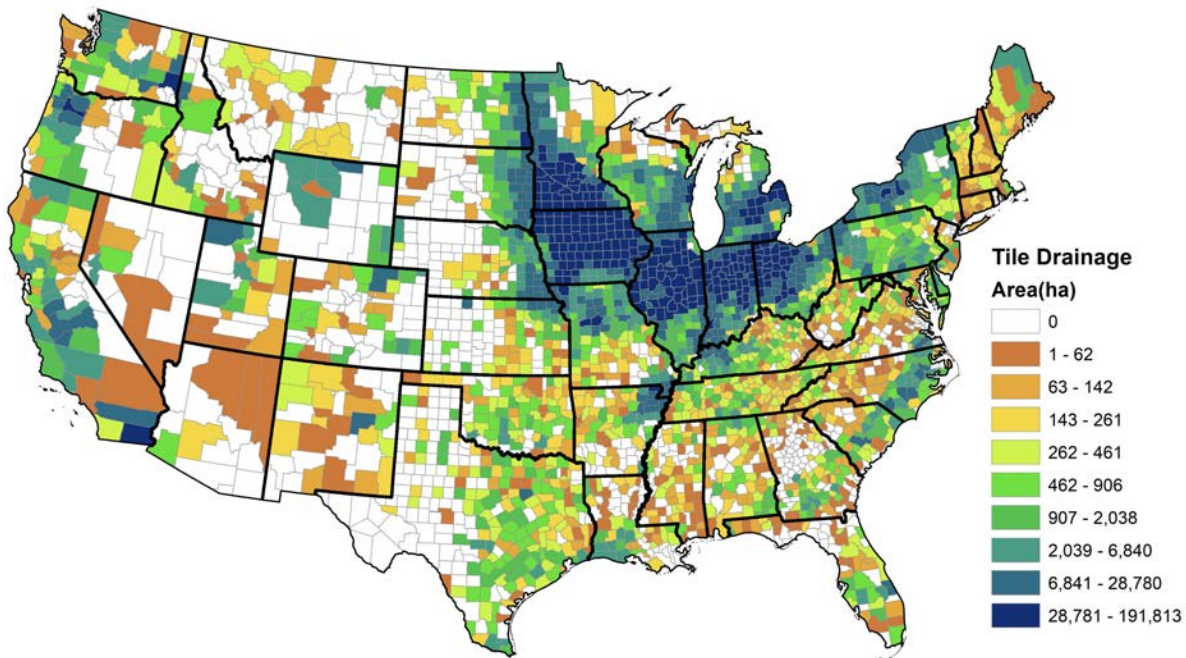 Tile Drainage
Area(ha)
0
1 - 62
63 - 142
143 - 261
262 - 461
462 - 906
907 - 2,038
2,039 - 6,840
6,841 - 28,780
28,781 - 191,813